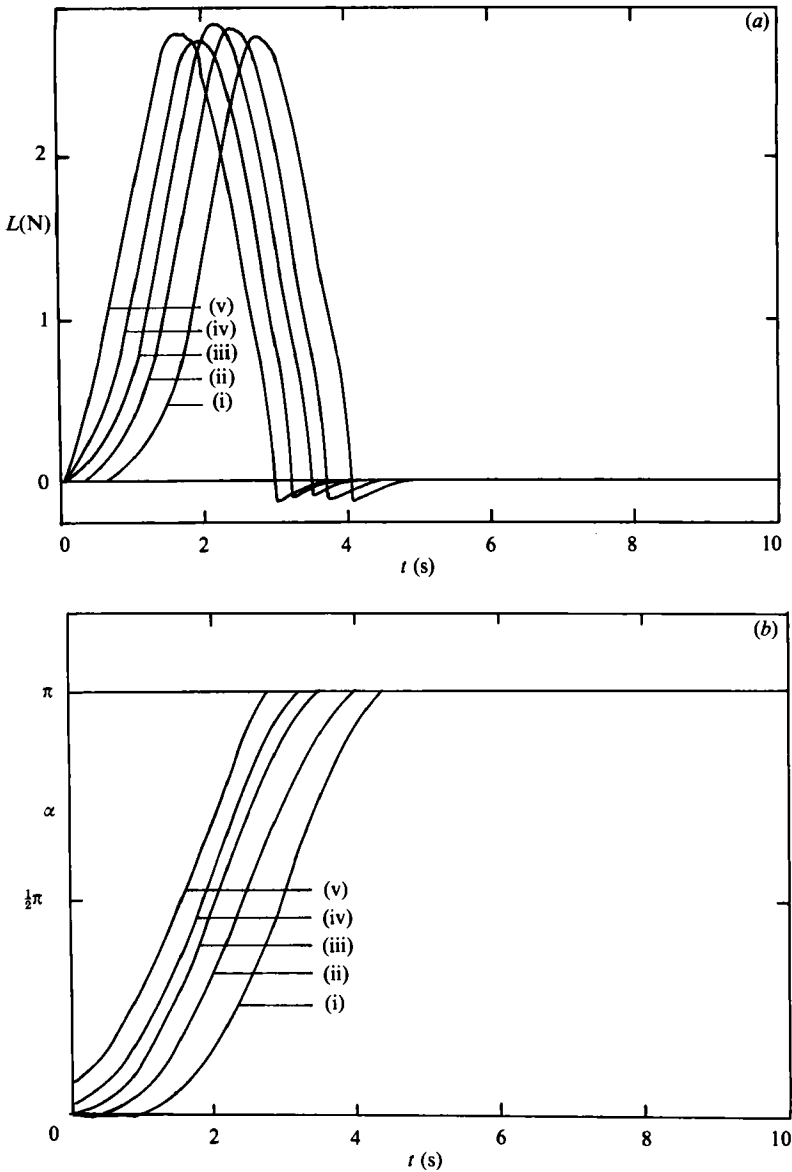 (a)
2
L(N)
1
0
(v)
(iv)
(iii)
(ii)
(i)
0 2 4 6 8 10
t (s)
(b)
π
α
½π
0
(v)
(iv)
(iii)
(ii)
(i)
0 2 4 6 8 10
t (s)